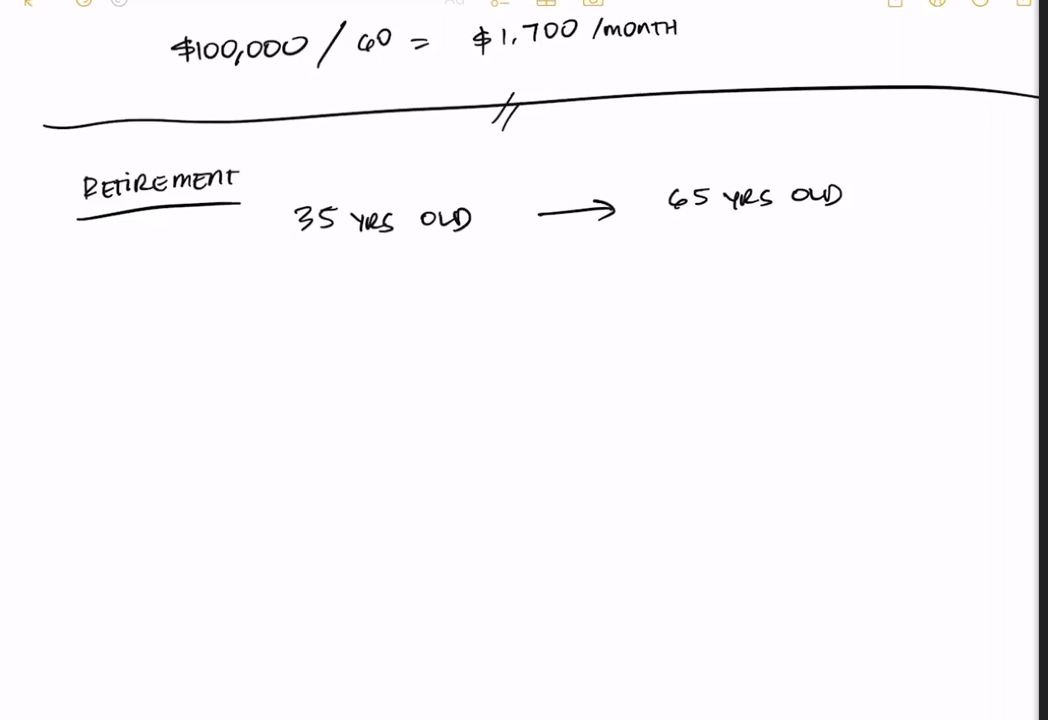 $100,000 / 60 = $1,700 /MONTH
RETIREMENT
35 YRS OLD → 65 YRS OLD